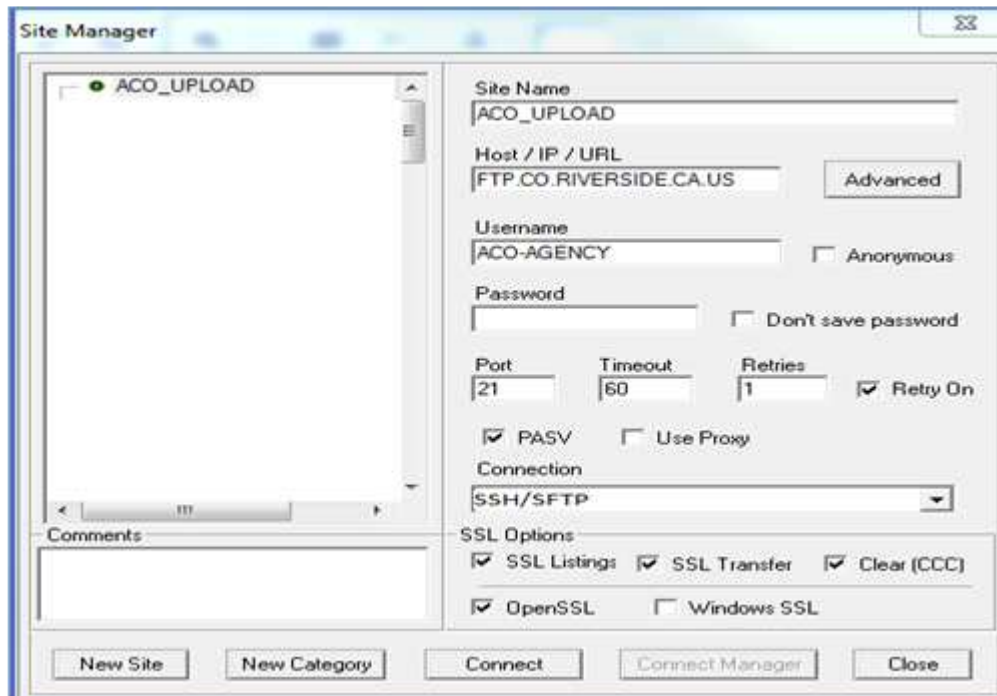 Site Manager
ACO_UPLOAD
Site Name
ACO_UPLOAD
Host / IP / URL
FTP.CO.RIVERSIDE.CA.US
Advanced
Username
ACO-AGENCY
Anonymous
Password
Don't save password
Port Timeout Retries
21 60 1 Retry On
PASV Use Proxy
Connection
SSH/SFTP
Comments
SSL Options
SSL Listings SSL Transfer Clear (CCC)
OpenSSL Windows SSL
New Site New Category Connect Connect Manager Close